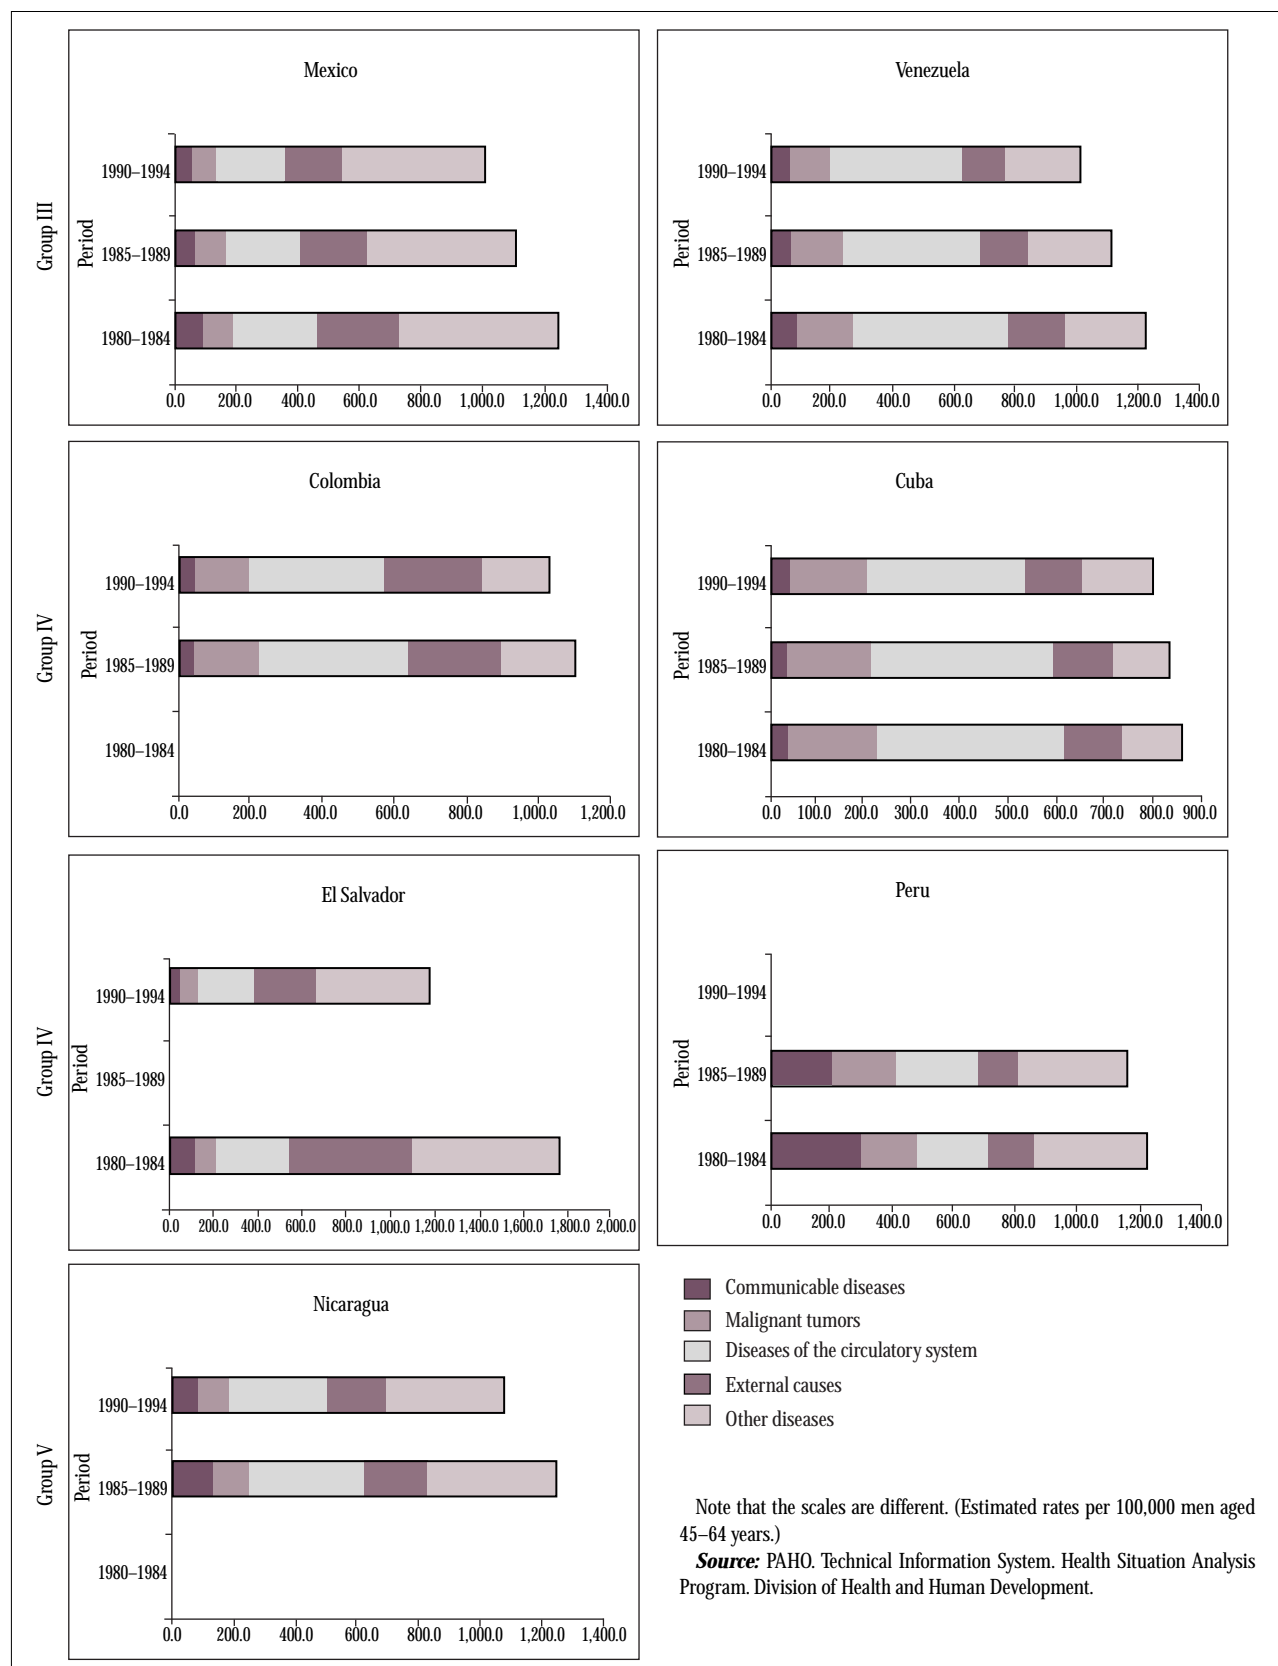 Mexico
Group III
Period
1990–1994
1985–1989
1980–1984
0.0 200.0 400.0 600.0 800.0 1,000.0 1,200.0 1,400.0
Venezuela
Period
1990–1994
1985–1989
1980–1984
0.0 200.0 400.0 600.0 800.0 1,000.0 1,200.0 1,400.0
Colombia
Group IV
Period
1990–1994
1985–1989
1980–1984
0.0 200.0 400.0 600.0 800.0 1,000.0 1,200.0
Cuba
Period
1990–1994
1985–1989
1980–1984
0.0 100.0 200.0 300.0 400.0 500.0 600.0 700.0 800.0 900.0
El Salvador
Group IV
Period
1990–1994
1985–1989
1980–1984
0.0 200.0 400.0 600.0 800.0 1,000.0 1,200.0 1,400.0 1,600.0 1,800.0 2,000.0
Peru
Period
1990–1994
1985–1989
1980–1984
0.0 200.0 400.0 600.0 800.0 1,000.0 1,200.0 1,400.0
Nicaragua
Group V
Period
1990–1994
1985–1989
1980–1984
0.0 200.0 400.0 600.0 800.0 1,000.0 1,200.0 1,400.0
Communicable diseases
Malignant tumors
Diseases of the circulatory system
External causes
Other diseases
Note that the scales are different. (Estimated rates per 100,000 men aged
45–64 years.)
Source: PAHO. Technical Information System. Health Situation Analysis
Program. Division of Health and Human Development.